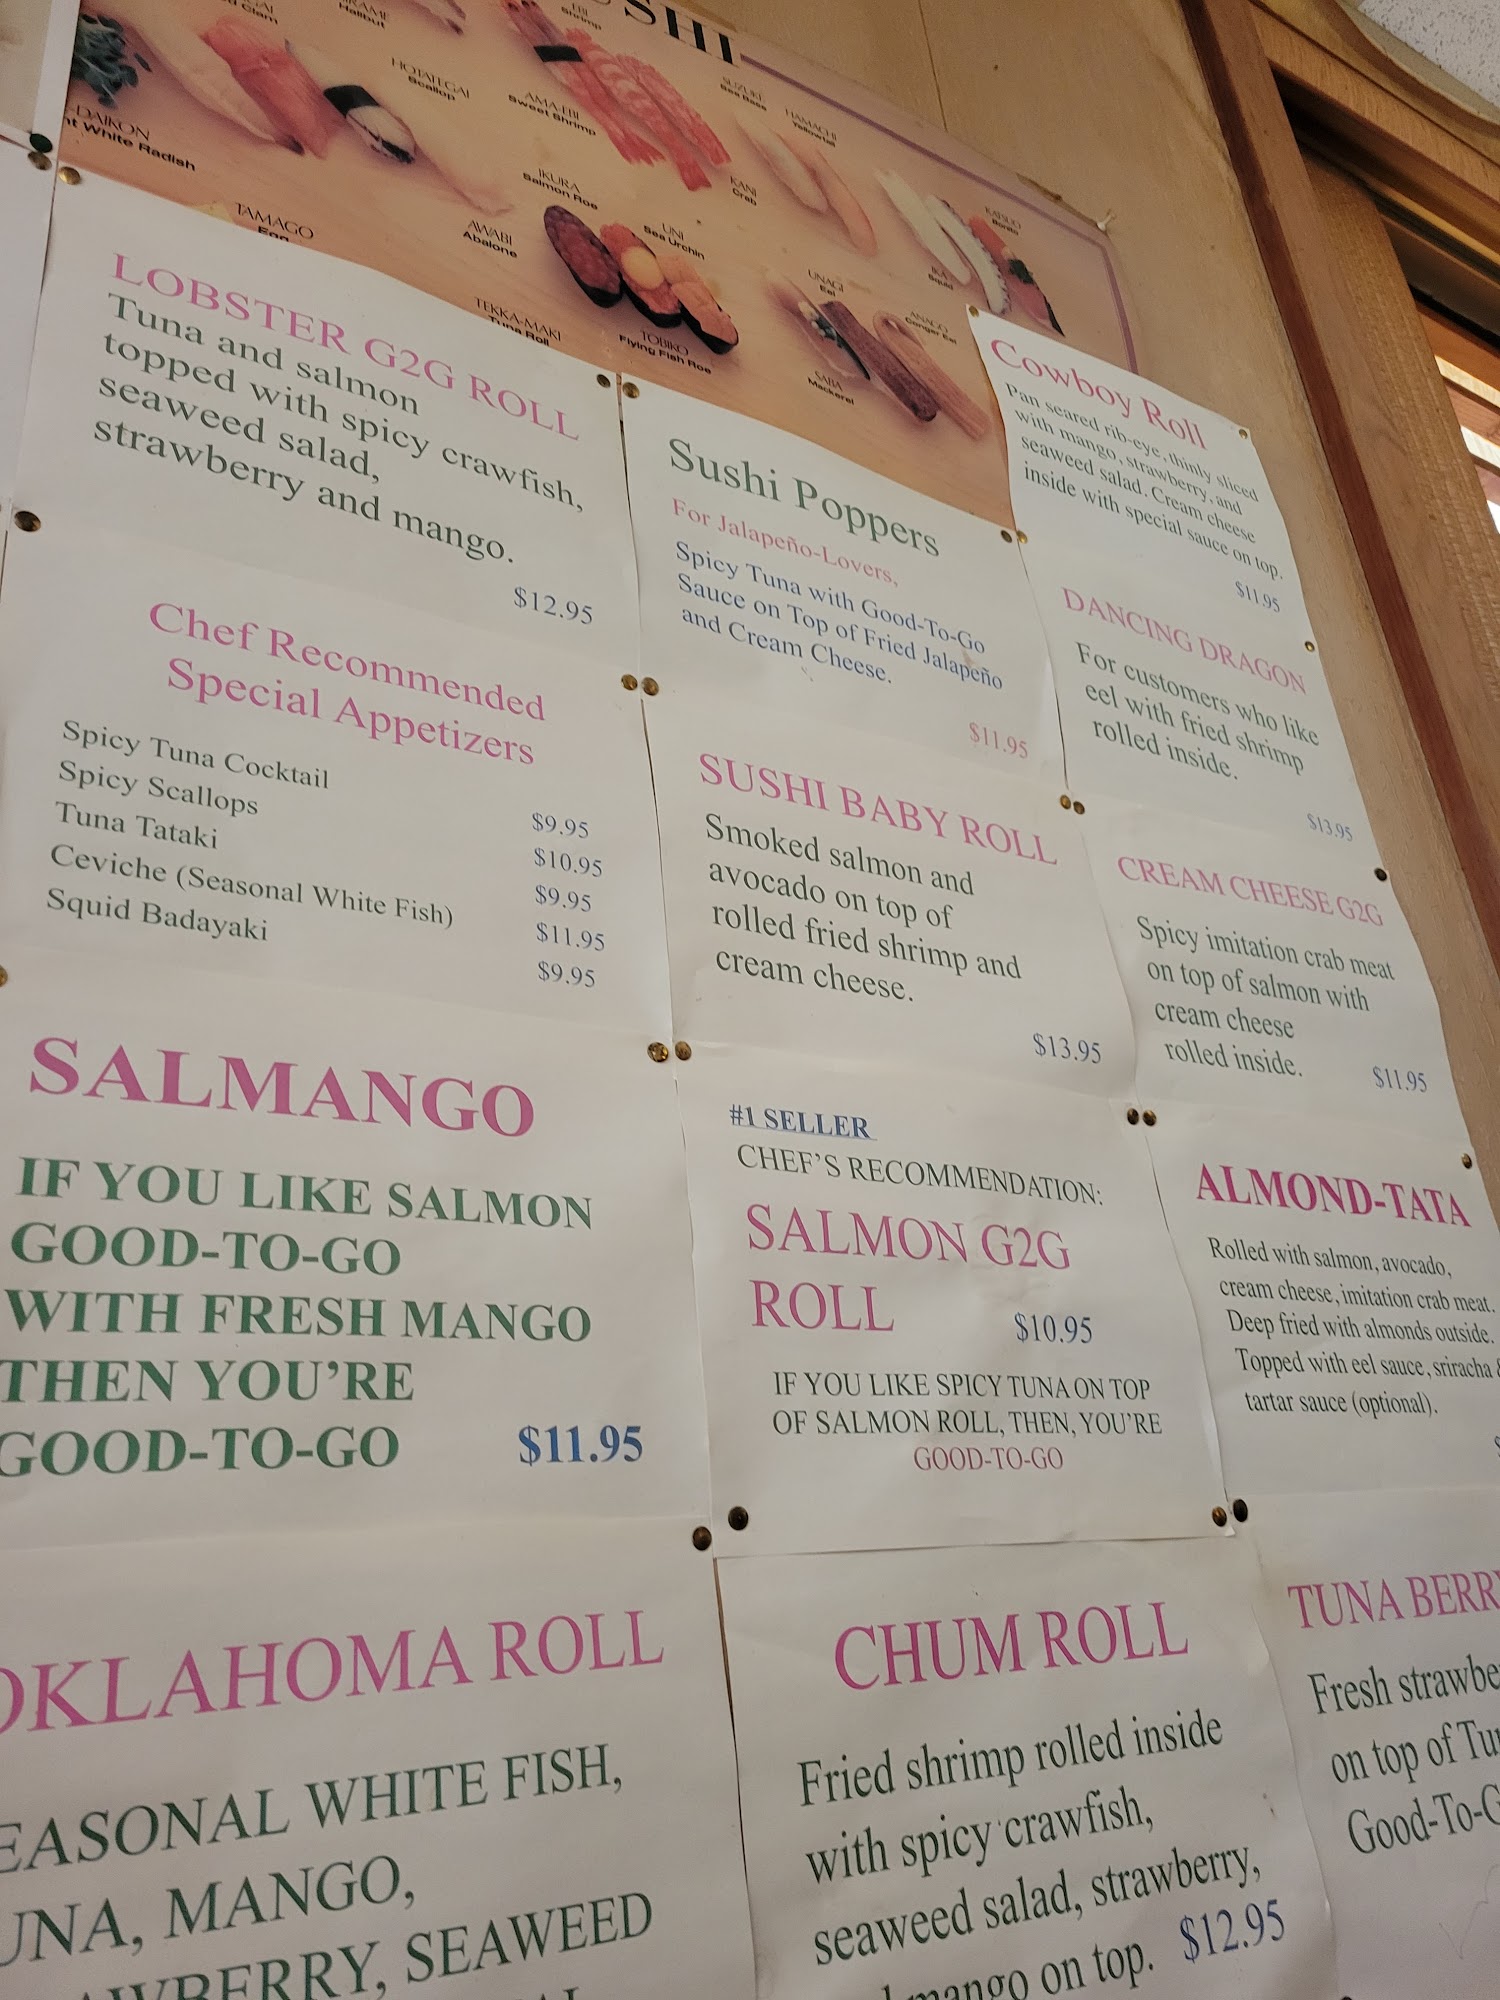 SHI
Halibut
EBI
Shrimp
HOTATEGAI
Scallop
AMA-EBI
Sweet Shrimp
SUZUKI
Sea Bass
HAMACHI
Yellowtail
DAIKON
White Radish
IKURA
Salmon Roe
KANI
Crab
KATSUO
Bonito
TAMAGO
Egg
AWABI
Abalone
UNI
Sea Urchin
UNAGI
Eel
IKA
Squid
TEKKA-MAKI
Tuna Roll
TOBIKO
Flying Fish Roe
SABA
Mackerel
ANAGO
Conger Eel
LOBSTER G2G ROLL
Tuna and salmon
topped with spicy crawfish,
seaweed salad,
strawberry and mango.
$12.95
Sushi Poppers
For Jalapeño-Lovers,
Spicy Tuna with Good-To-Go
Sauce on Top of Fried Jalapeño
and Cream Cheese.
$11.95
Cowboy Roll
Pan seared rib-eye, thinly sliced
with mango, strawberry, and
seaweed salad. Cream cheese
inside with special sauce on top.
$11.95
Chef Recommended
Special Appetizers
Spicy Tuna Cocktail $9.95
Spicy Scallops $10.95
Tuna Tataki $9.95
Ceviche (Seasonal White Fish) $11.95
Squid Badayaki $9.95
SUSHI BABY ROLL
Smoked salmon and
avocado on top of
rolled fried shrimp and
cream cheese.
$13.95
DANCING DRAGON
For customers who like
eel with fried shrimp
rolled inside.
$13.95
CREAM CHEESE G2G
Spicy imitation crab meat
on top of salmon with
cream cheese
rolled inside.
$11.95
SALMANGO
IF YOU LIKE SALMON
GOOD-TO-GO
WITH FRESH MANGO
THEN YOU'RE
GOOD-TO-GO $11.95
#1 SELLER
CHEF'S RECOMMENDATION:
SALMON G2G
ROLL $10.95
IF YOU LIKE SPICY TUNA ON TOP
OF SALMON ROLL, THEN, YOU'RE
GOOD-TO-GO
ALMOND-TATA
Rolled with salmon, avocado,
cream cheese, imitation crab meat.
Deep fried with almonds outside.
Topped with eel sauce, sriracha &
tartar sauce (optional).
OKLAHOMA ROLL
EASONAL WHITE FISH,
UNA, MANGO,
AWBERRY, SEAWEED
CHUM ROLL
Fried shrimp rolled inside
with spicy crawfish,
seaweed salad, strawberry,
mango on top. $12.95
TUNA BERR
Fresh strawbe
on top of Tu
Good-To-G